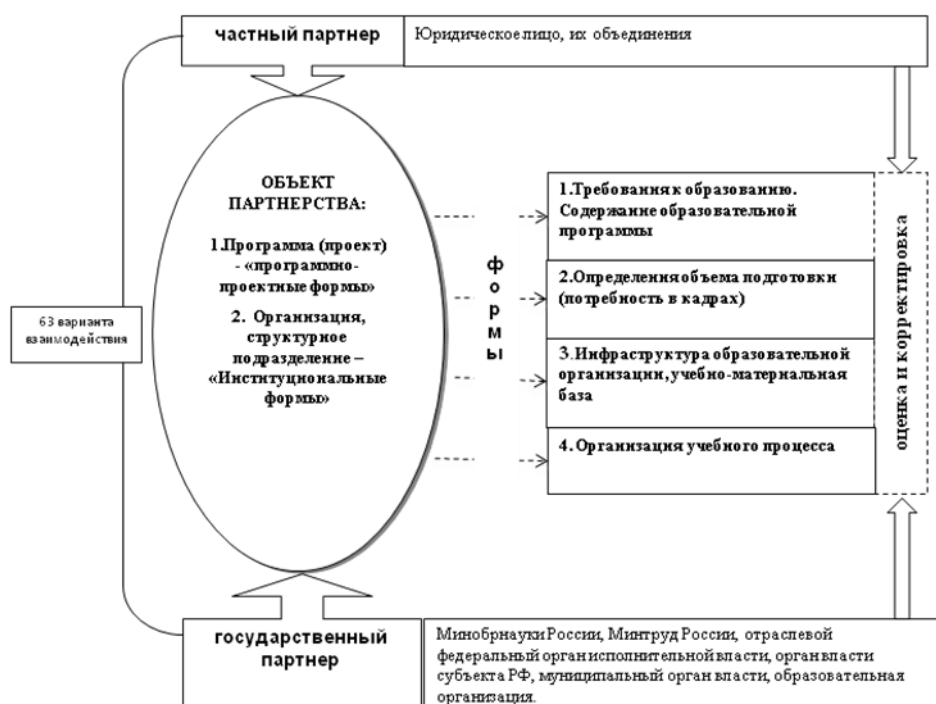 частный партнер
Юридическое лицо, их объединения
ОБЪЕКТ
ПАРТНЕРСТВА:
1.Программа (проект)
- «программно-
проектные формы»
2. Организация,
структурное
подразделение –
«Институциональные
формы»
63 варианта
взаимодействия
формы
1.Требования к образованию.
Содержание образовательной
программы
2.Определения объема подготовки
(потребность в кадрах)
3.Инфраструктура образовательной
организации, учебно-материальная
база
4.Организация учебного процесса
оценка и корректировка
государственный
партнер
Минобрнауки России, Минтруд России, отраслевой
федеральный орган исполнительной власти, орган власти
субъекта РФ, муниципальный орган власти, образовательная
организация.